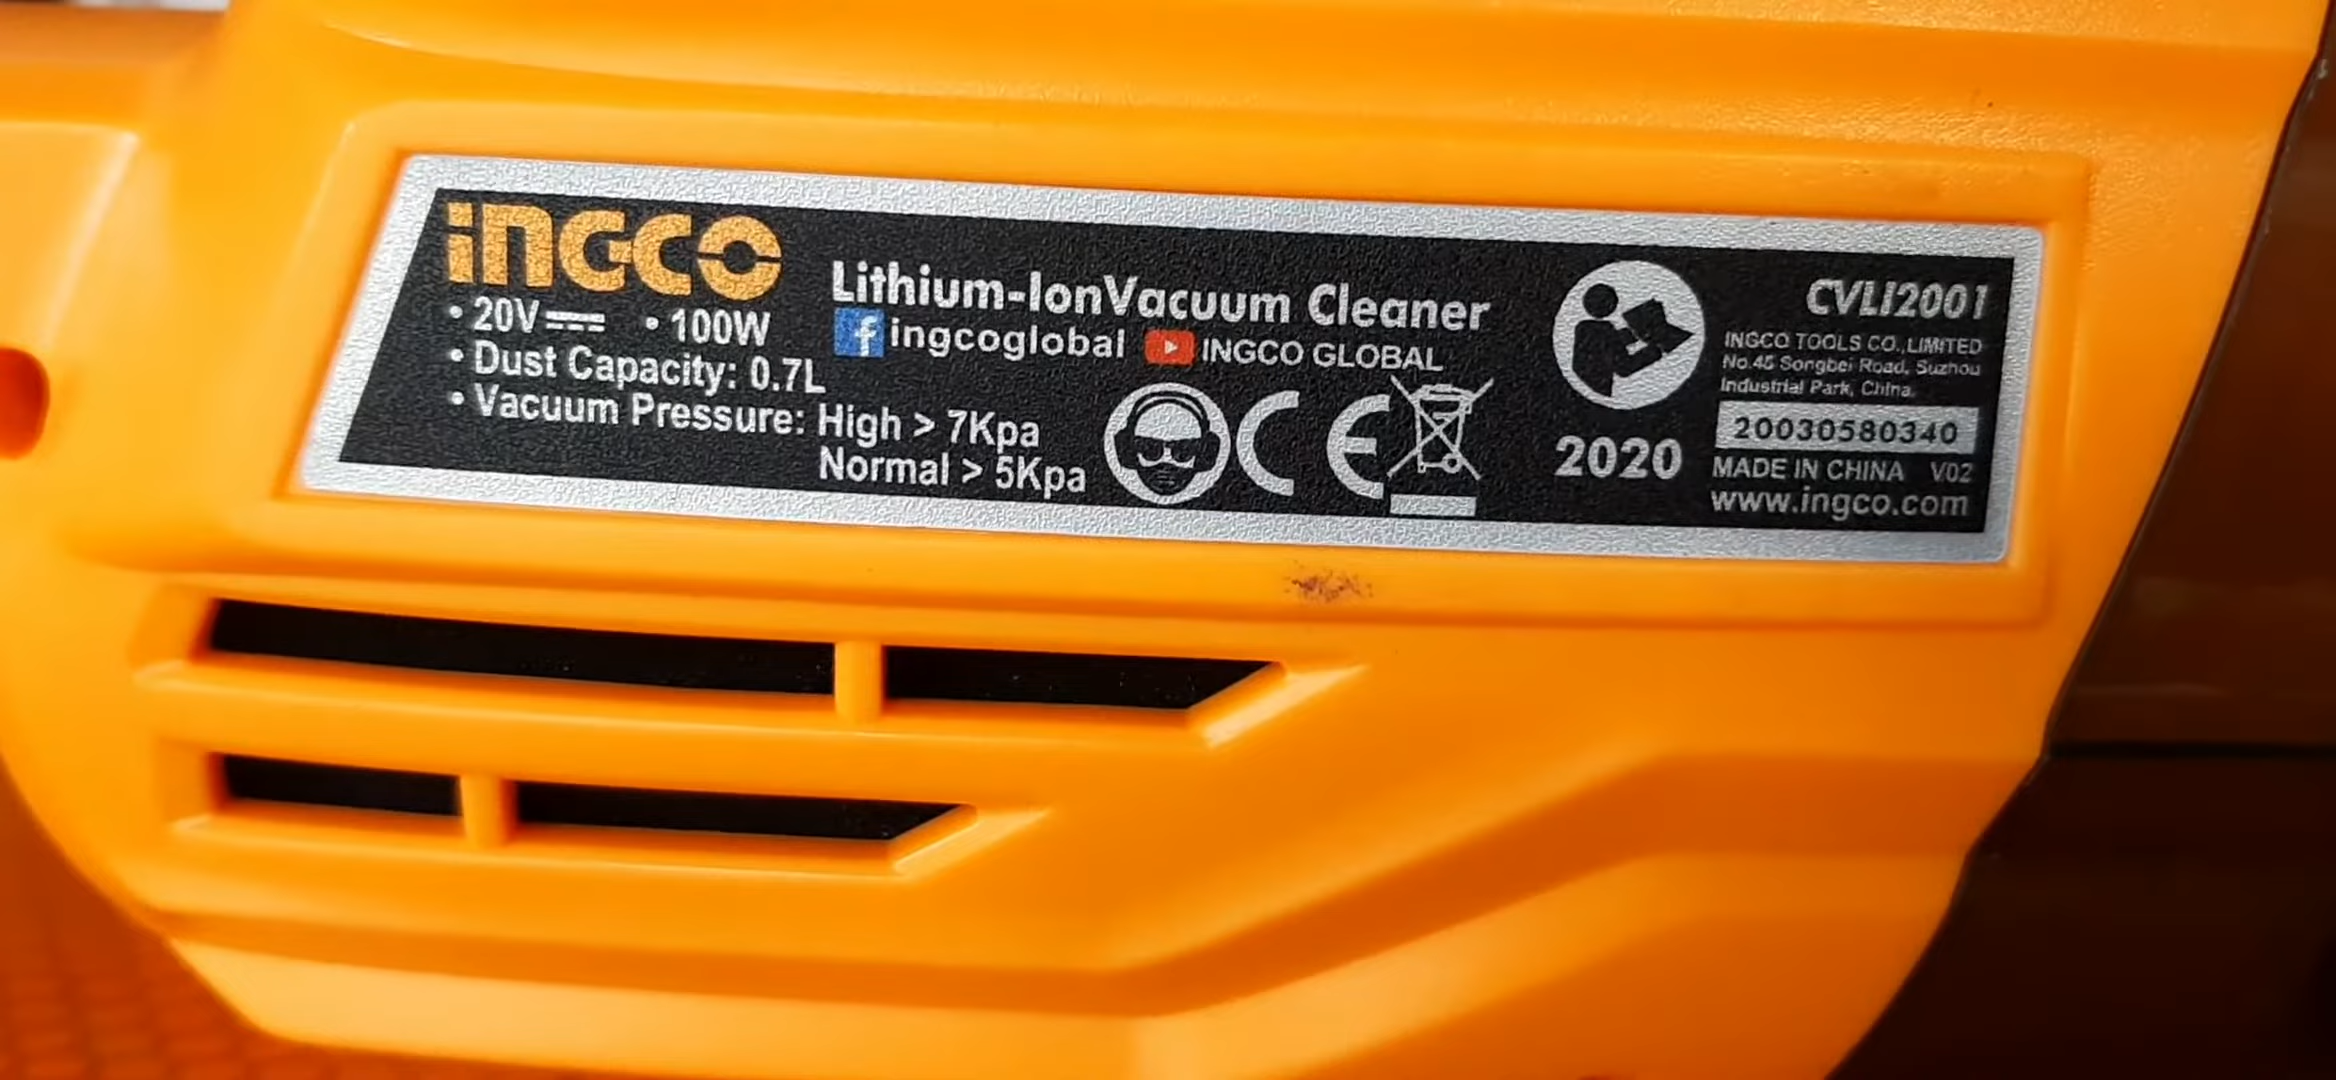 iNGCO
Lithium-IonVacuum Cleaner
• 20V • 100W
ingcoglobal INGCO GLOBAL
• Dust Capacity: 0.7L
• Vacuum Pressure: High > 7Kpa
Normal > 5Kpa
CE
2020
CVLI2001
INGCO TOOLS CO.,LIMITED
No.45 Songbei Road, Suzhou
Industrial Park, China.
20030580340
MADE IN CHINA V02
www.ingco.com